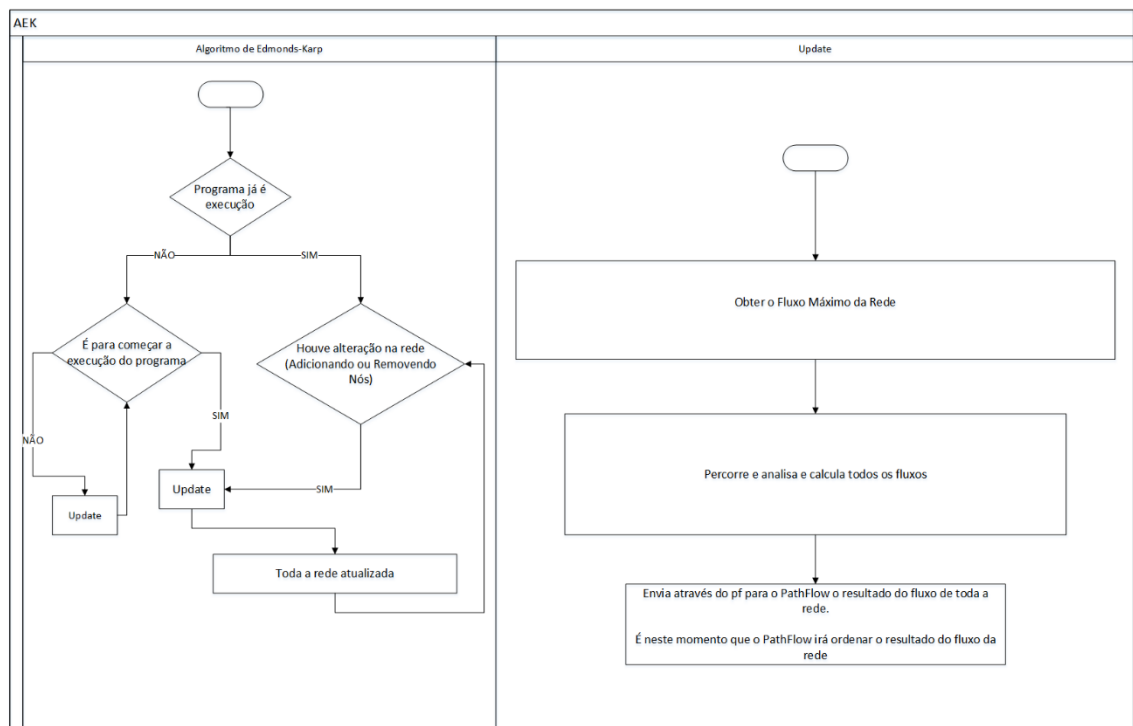 AEK
Algoritmo de Edmonds-Karp
Programa já é
execução
NÃO
SIM
É para começar a
execução do programa
Houve alteração na rede
(Adicionando ou Removendo
Nós)
SIM
NÃO
Update
SIM
Update
Toda a rede atualizada
Update
Obter o Fluxo Máximo da Rede
Percorre e analisa e calcula todos os fluxos
Envia através do pf para o PathFlow o resultado do fluxo de toda a
rede.
É neste momento que o PathFlow irá ordenar o resultado do fluxo da
rede